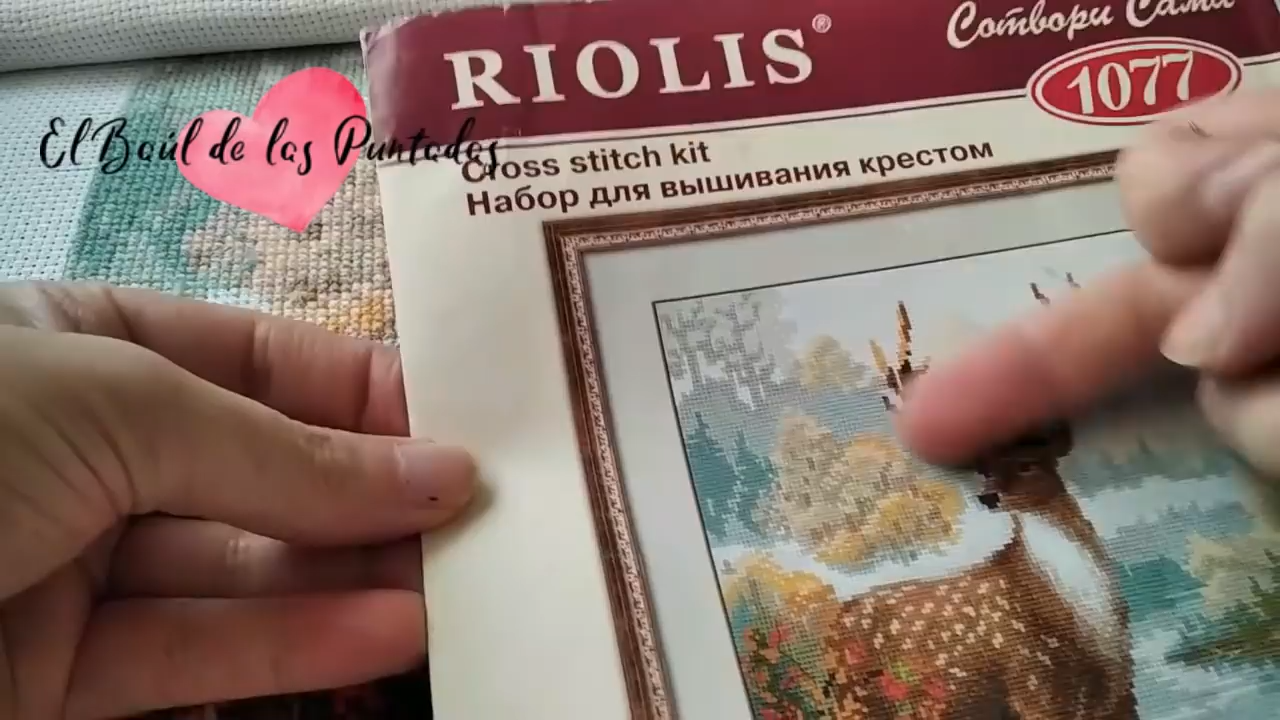 RIOLIS®
Сотвори Сама
1077
El Baúl de las Puntadas
Cross stitch kit
Набор для вышивания крестом